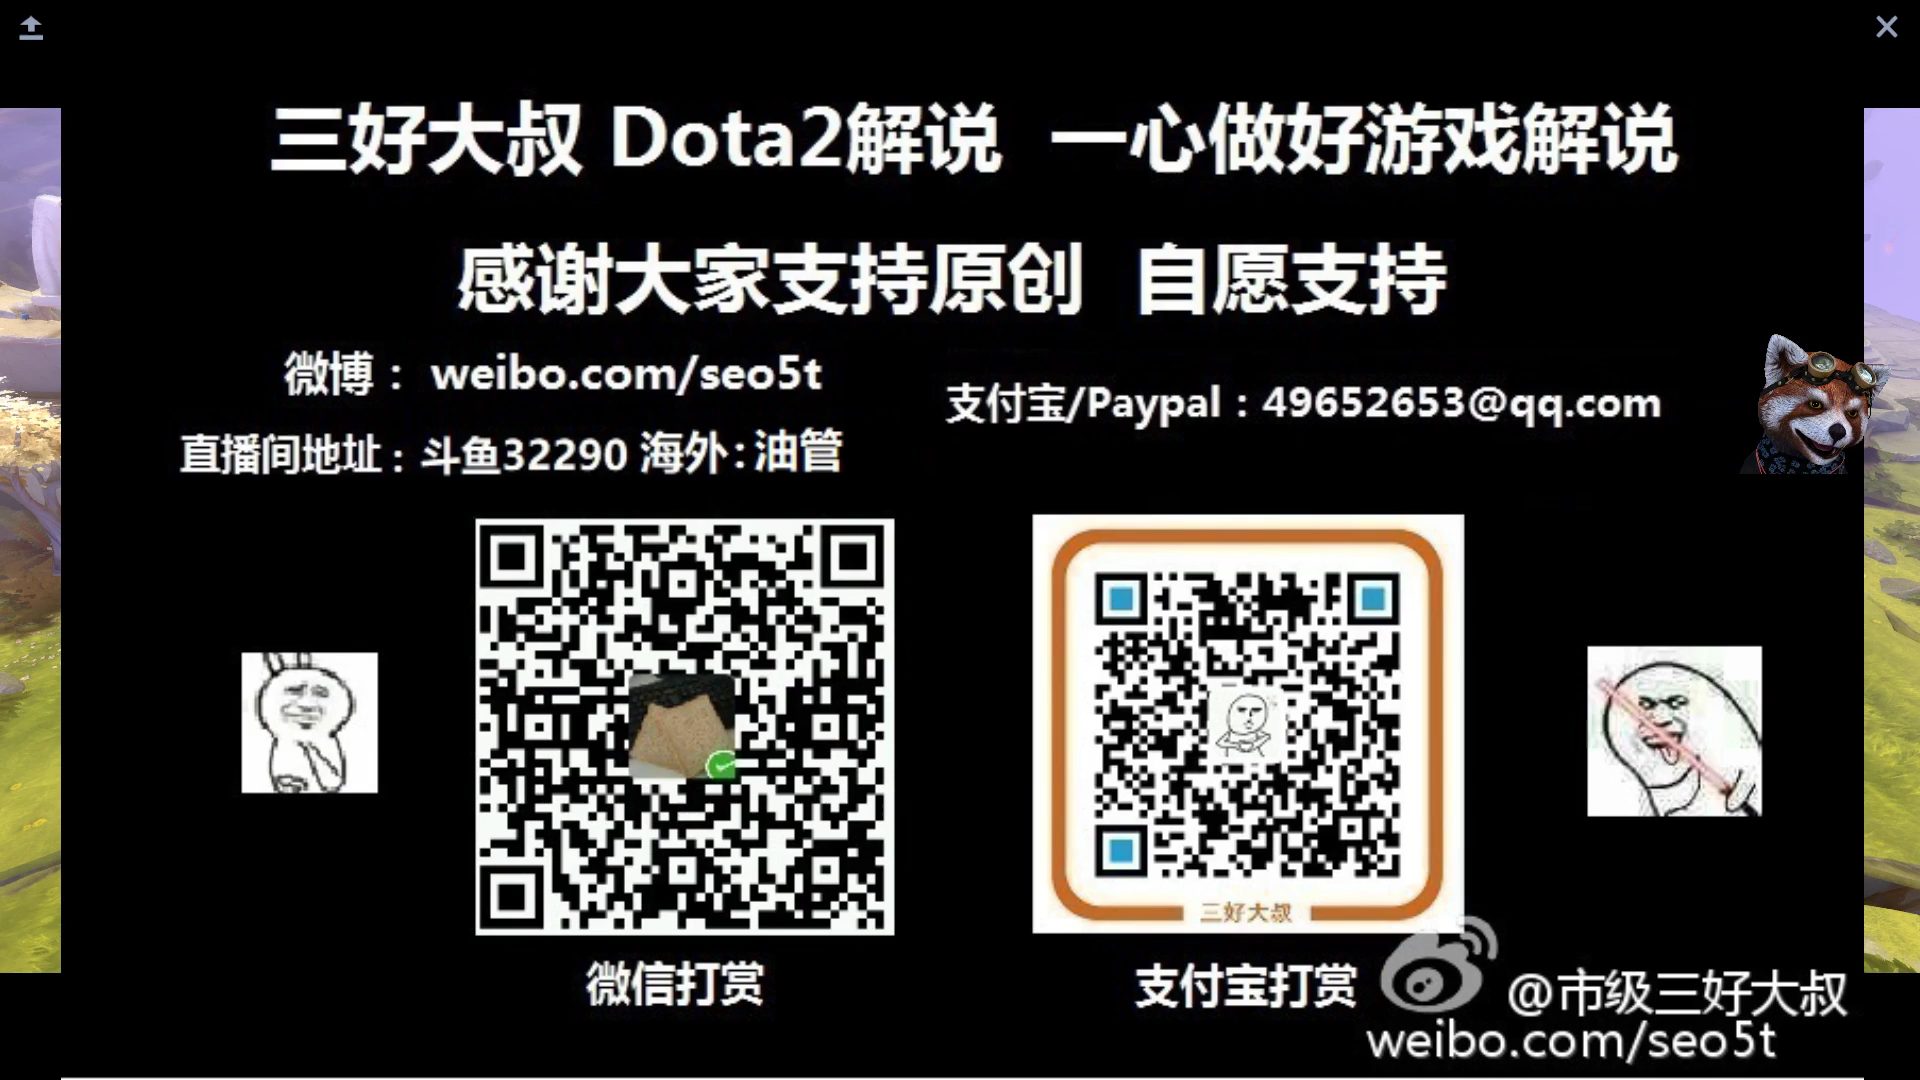 三好大叔 Dota2解说 一心做好游戏解说
感谢大家支持原创 自愿支持
微博：weibo.com/seo5t
支付宝/Paypal：49652653@qq.com
直播间地址：斗鱼32290 海外：油管
三好大叔
微信打赏
支付宝打赏
@市级三好大叔
weibo.com/seo5t